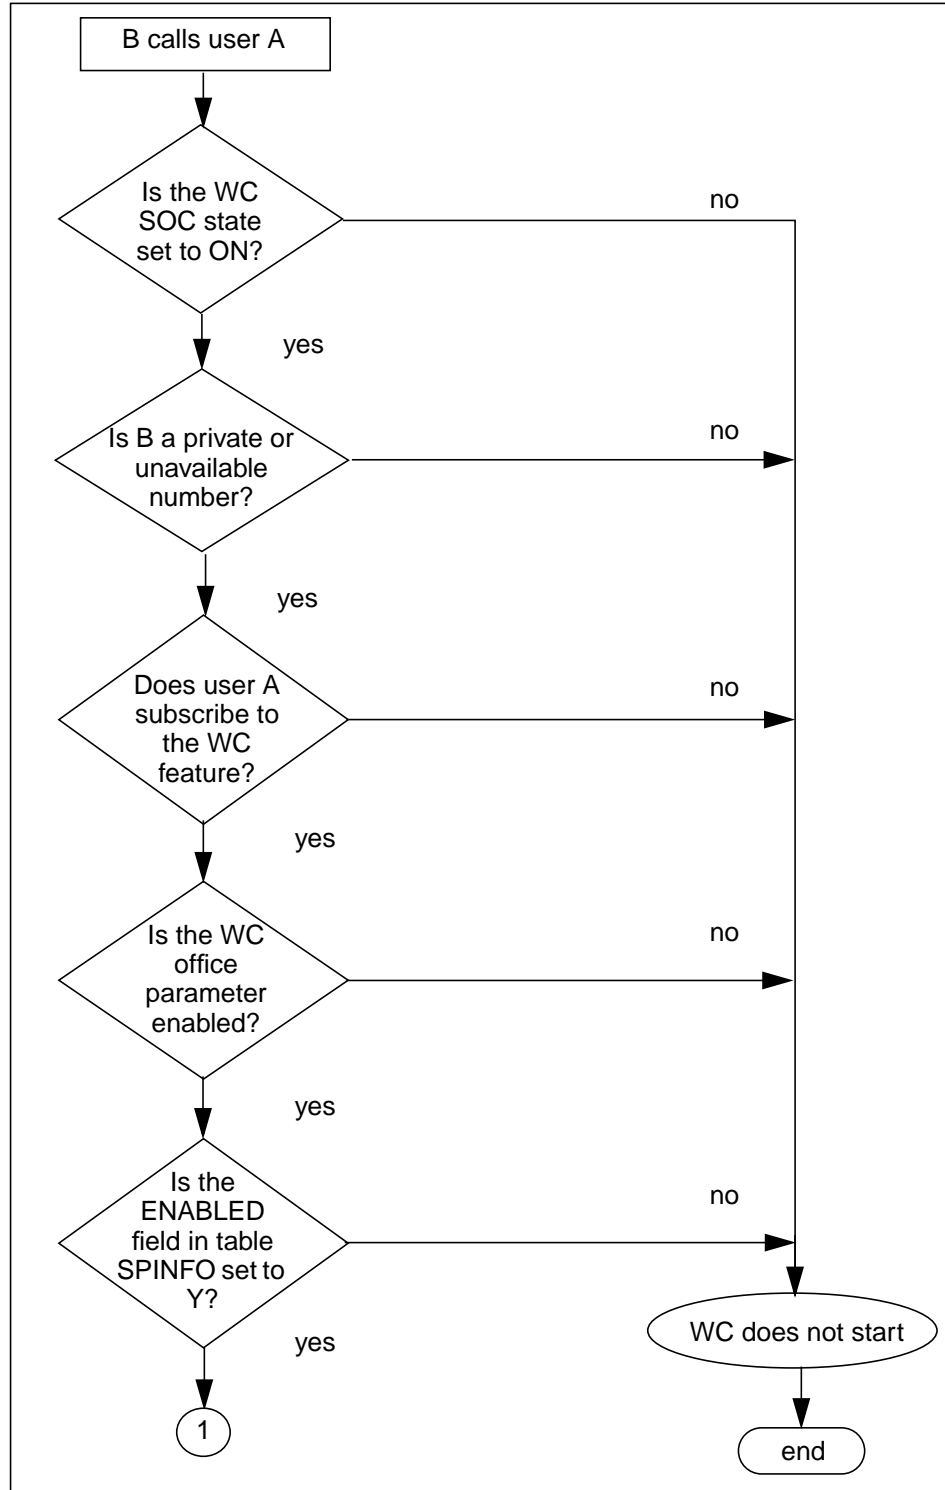 B calls user A
Is the WC
SOC state
set to ON?
no
yes
Is B a private or
unavailable
number?
no
yes
Does user A
subscribe to
the WC
feature?
no
yes
Is the WC
office
parameter
enabled?
no
yes
Is the
ENABLED
field in table
SPINFO set to
Y?
no
yes
WC does not start
1
end